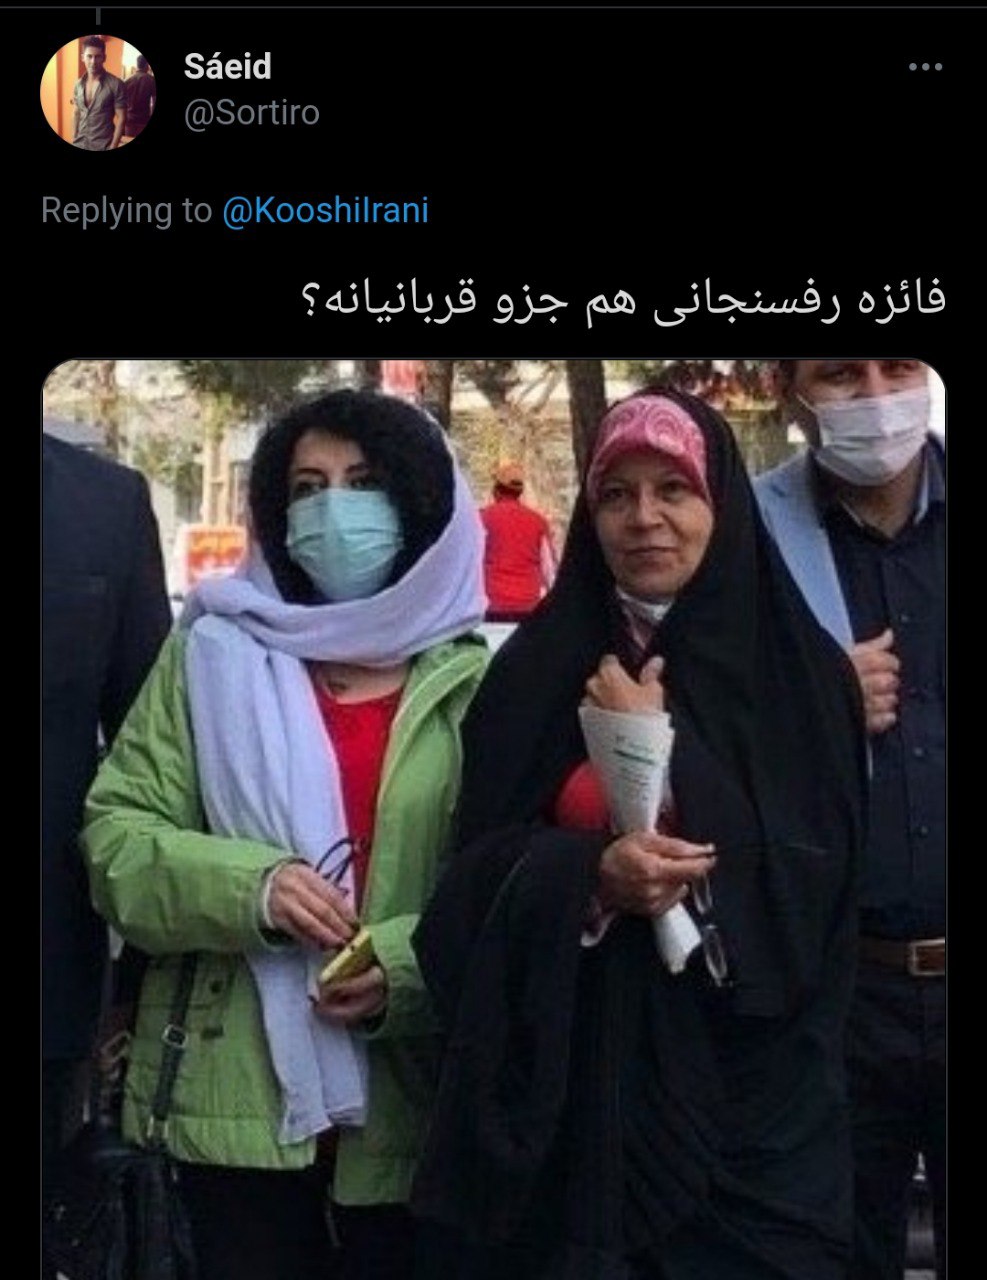 Sáeid
@Sortiro
Replying to @KooshiIrani
فائزه رفسنجانی هم جزو قربانیانه؟